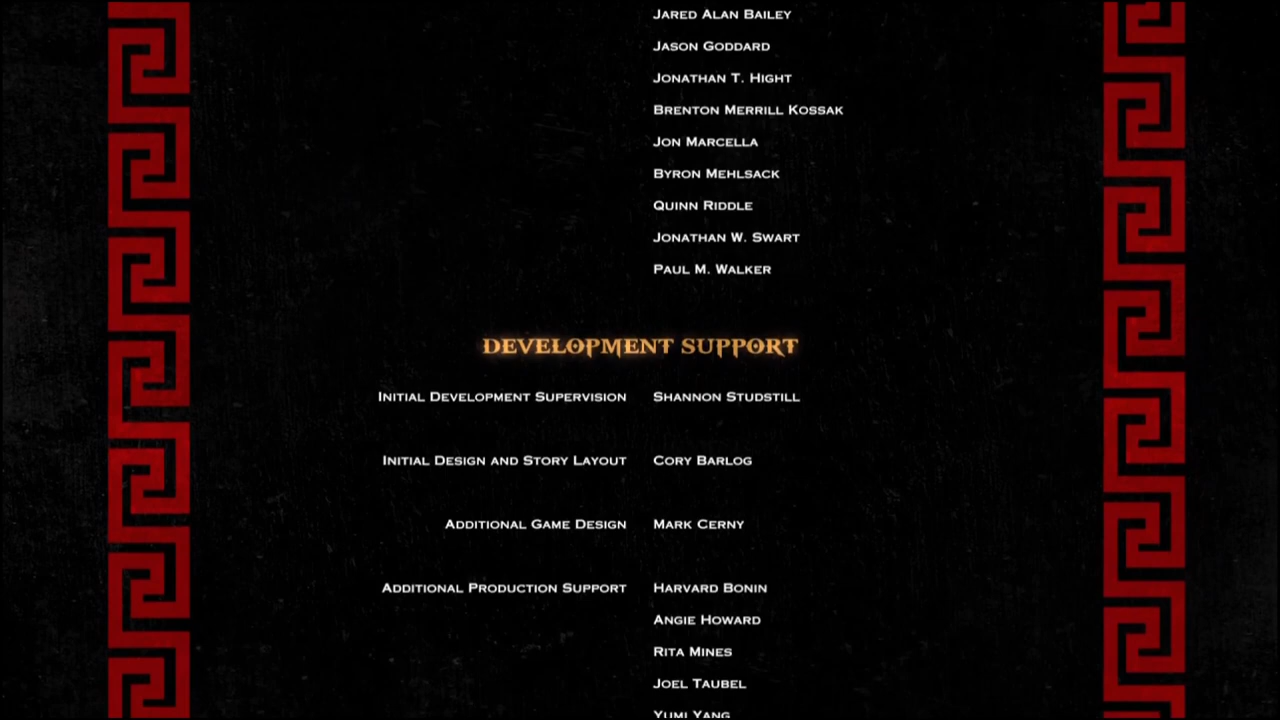 Jared Alan Bailey
Jason Goddard
Jonathan T. Hight
Brenton Merrill Kossak
Jon Marcella
Byron Mehlsack
Quinn Riddle
Jonathan W. Swart
Paul M. Walker
DEVELOPMENT SUPPORT
Initial Development Supervision Shannon Studstill
Initial Design and Story Layout Cory Barlog
Additional Game Design Mark Cerny
Additional Production Support Harvard Bonin
Angie Howard
Rita Mines
Joel Taubel
Yumi Yang